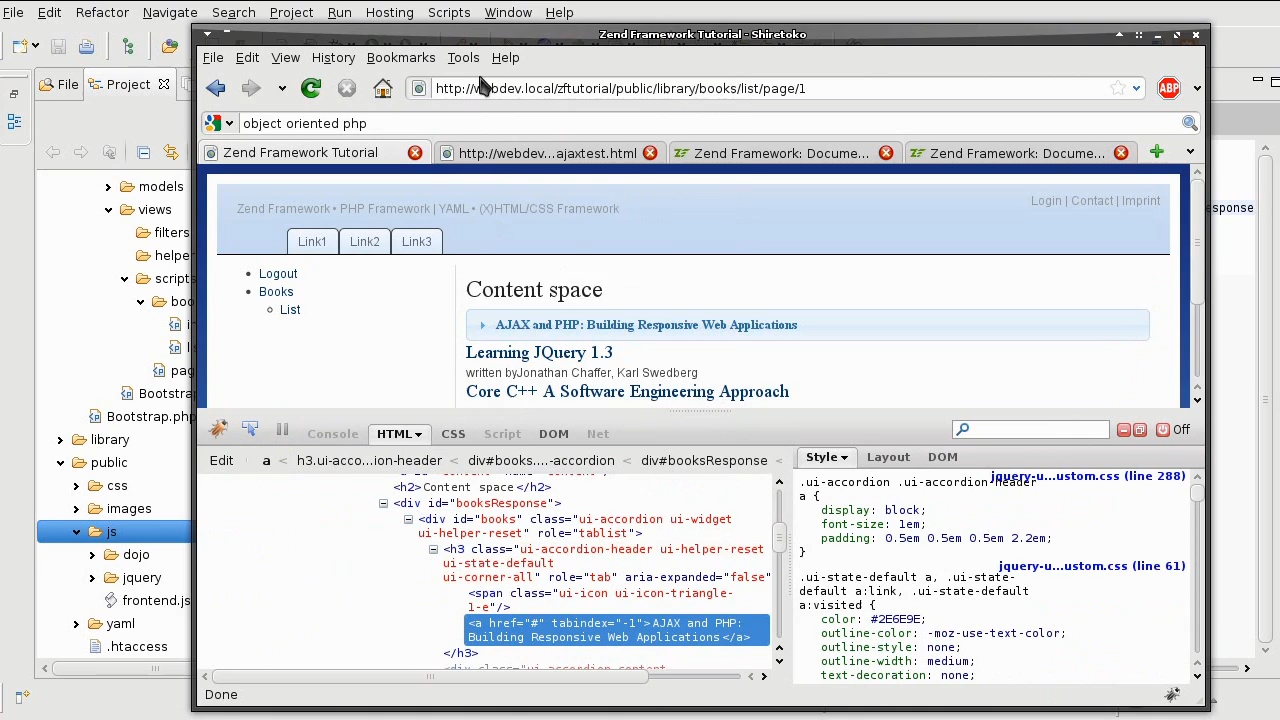 File Edit Refactor Navigate Search Project Run Hosting Scripts Window Help
Zend Framework Tutorial - Shiretoko
File Edit View History Bookmarks Tools Help
File Project
ABP
object oriented php
Zend Framework Tutorial http://webdev...ajaxtest.html Zend Framework: Docume... Zend Framework: Docume...
models
views
filters
scripts
Bootstrap.php
library
public
css
images
js
dojo
jquery
frontend.js
yaml
.htaccess
Zend Framework • PHP Framework | YAML • (X)HTML/CSS Framework
Login | Contact | Imprint
Link1 Link2 Link3
Logout
Books
List
Content space
AJAX and PHP: Building Responsive Web Applications
Learning JQuery 1.3
written byJonathan Chaffer, Karl Swedberg
Core C++ A Software Engineering Approach
Console HTML CSS Script DOM Net
Off
Edit a < h3.ui-acco...ion-header < div#books....-accordion < div#booksResponse <
Style Layout DOM
<h2>Content space</h2>
<div id="booksResponse">
<div id="books" class="ui-accordion ui-widget
ui-helper-reset" role="tablist">
<h3 class="ui-accordion-header ui-helper-reset
ui-state-default
ui-corner-all" role="tab" aria-expanded="false"
<span class="ui-icon ui-icon-triangle-
1-e"/>
<a href="#" tabindex="-1">AJAX and PHP:
Building Responsive Web Applications</a>
</h3>
jquery-u...ustom.css (line 288)
.ui-accordion .ui-accordion-header
a {
display: block;
font-size: 1em;
padding: 0.5em 0.5em 0.5em 2.2em;
}
jquery-u...ustom.css (line 61)
.ui-state-default a, .ui-state-
default a:link, .ui-state-default
a:visited {
color: #2E6E9E;
outline-color: -moz-use-text-color;
outline-style: none;
outline-width: medium;
text-decoration: none;
Done